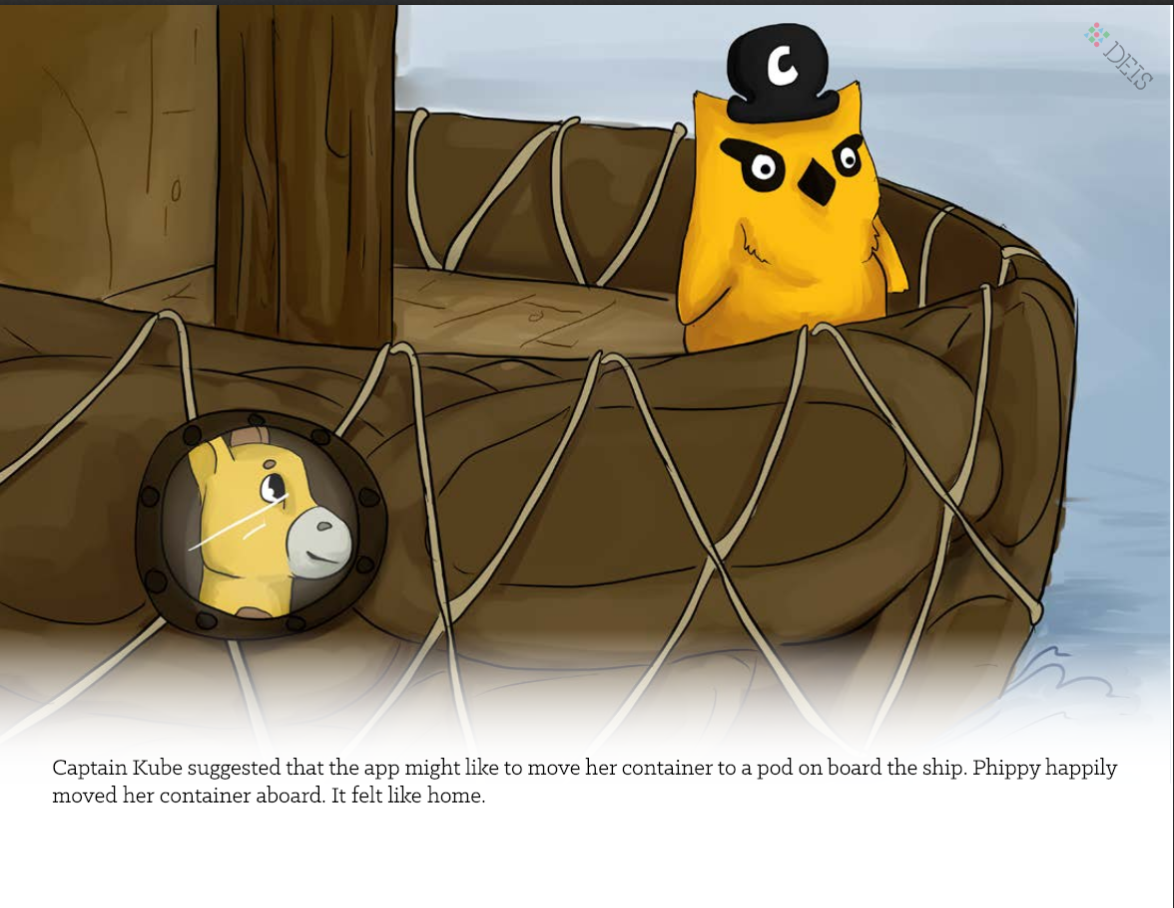 C
DEIS
Captain Kube suggested that the app might like to move her container to a pod on board the ship. Phippy happily
moved her container aboard. It felt like home.